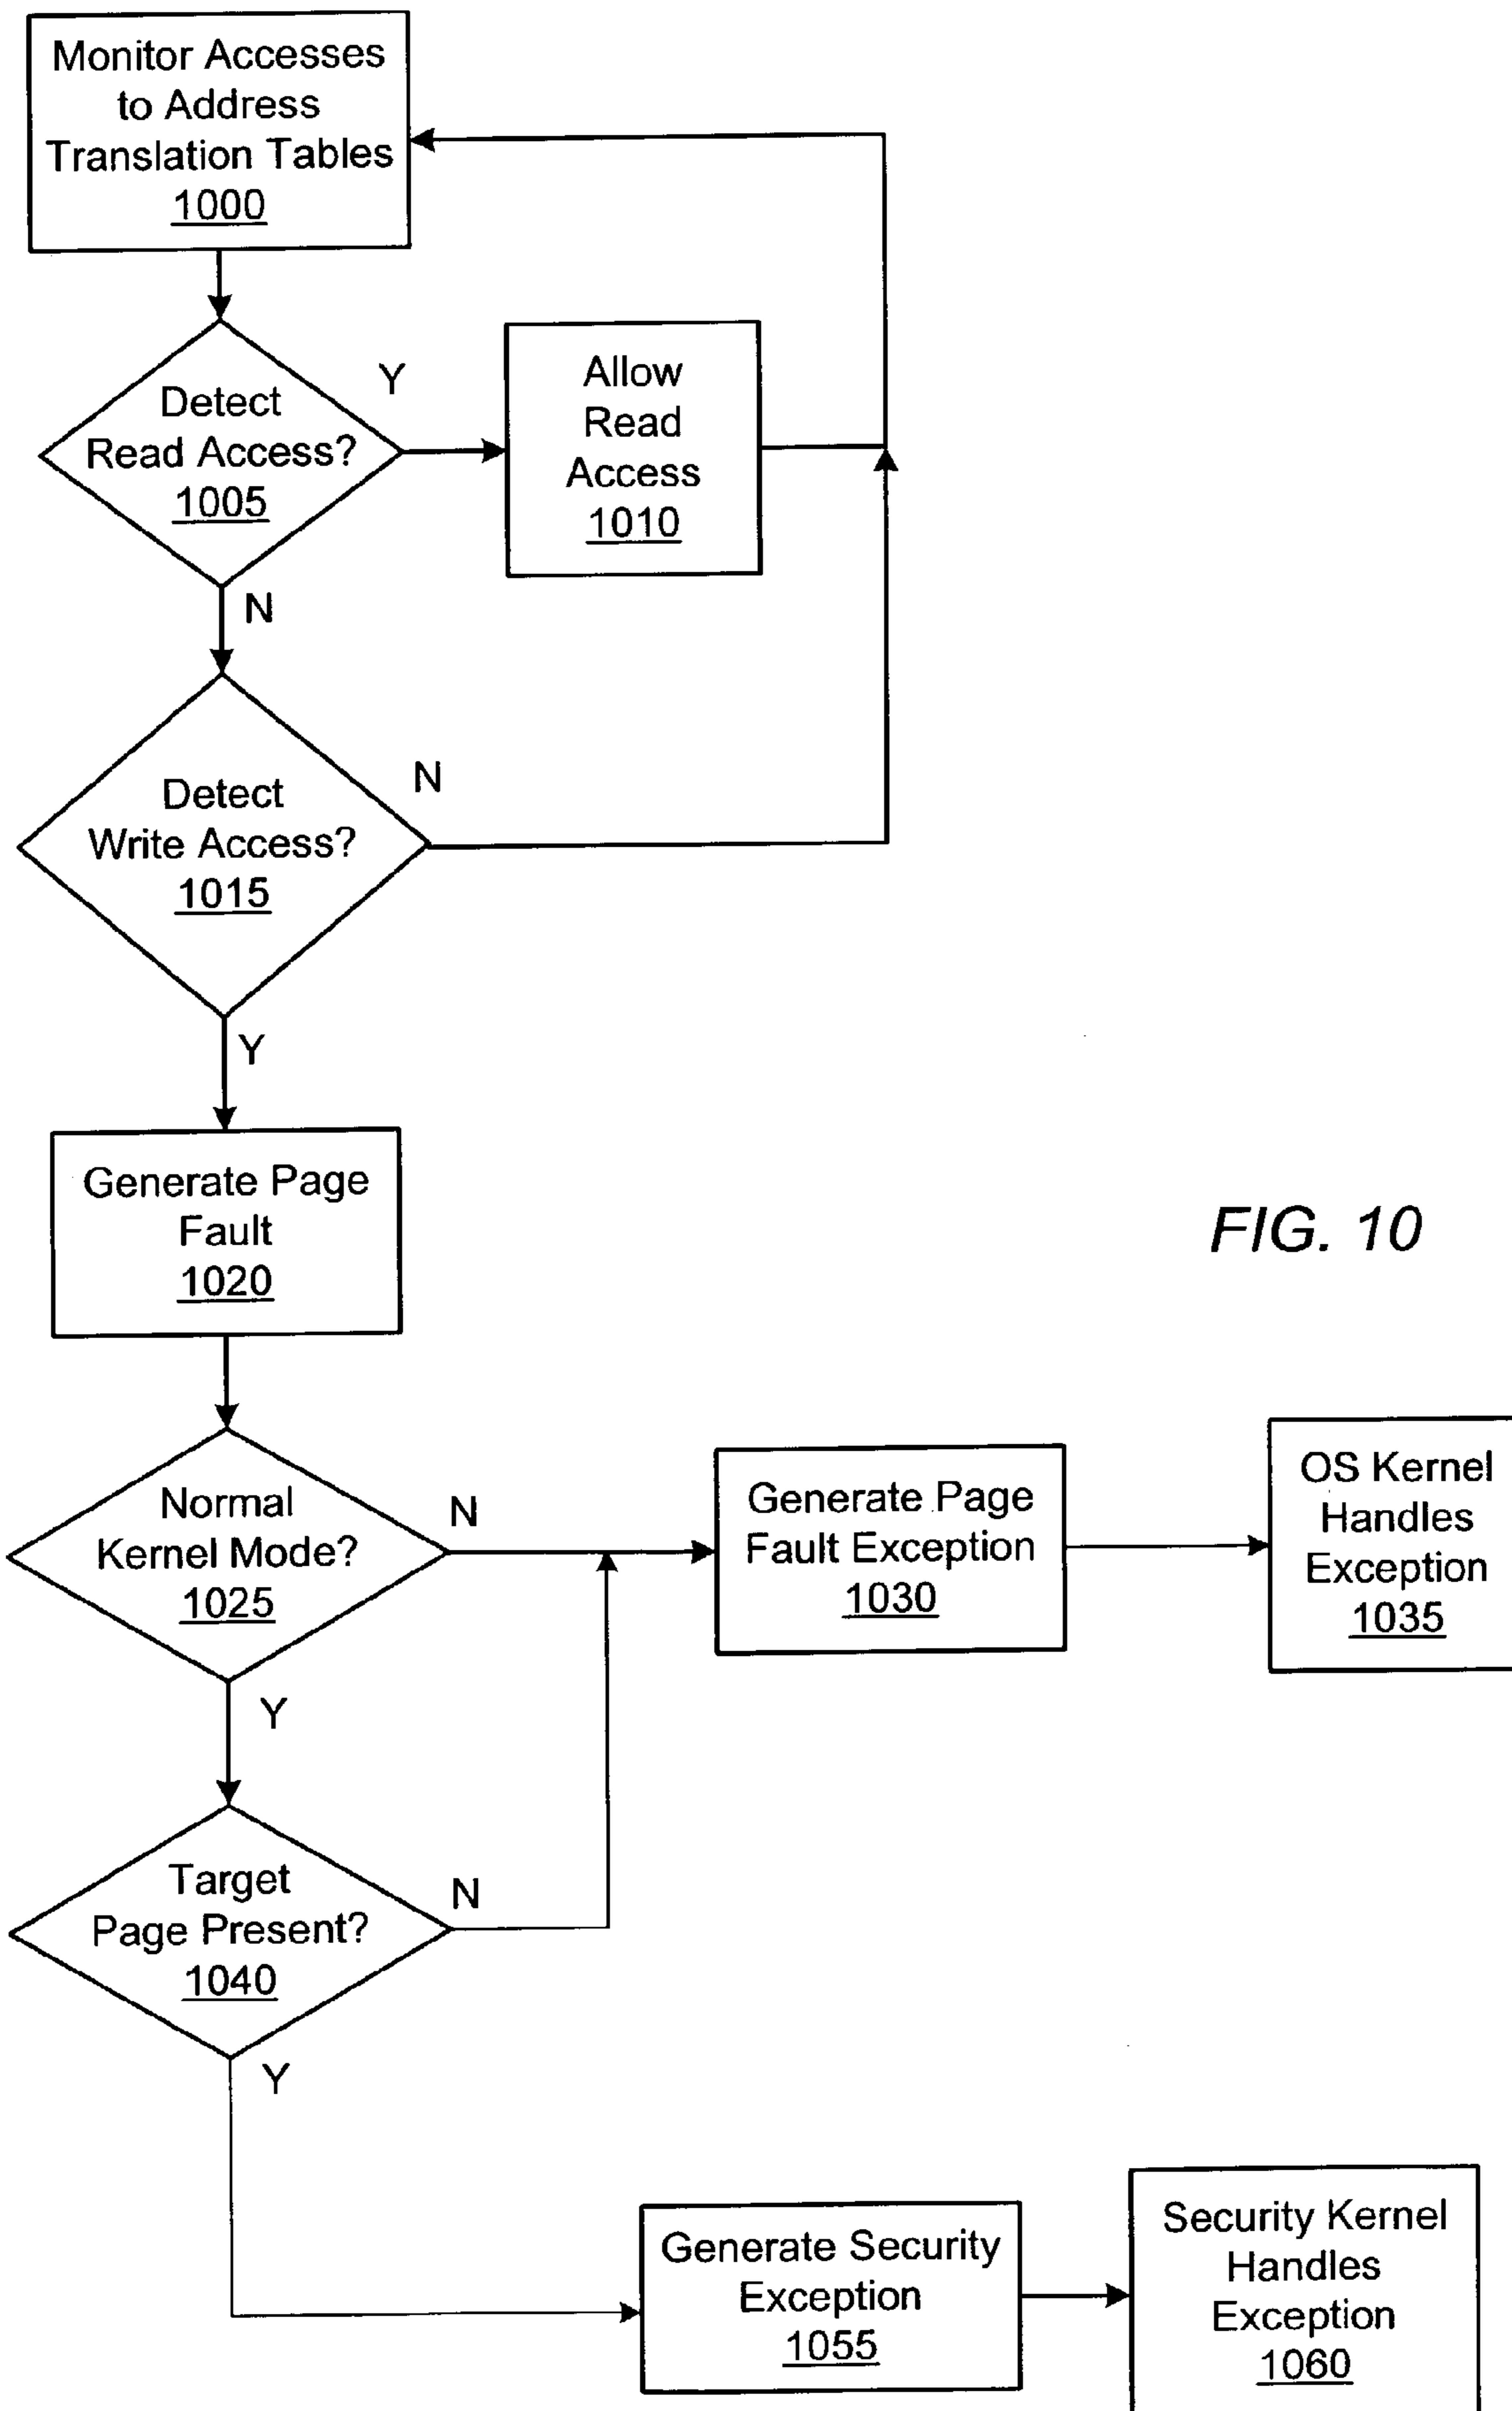 Monitor Accesses
to Address
Translation Tables
1000
Detect
Read Access?
1005
Y
Allow
Read
Access
1010
N
Detect
Write Access?
1015
N
Y
Generate Page
Fault
1020
FIG. 10
Normal
Kernel Mode?
1025
N
Generate Page
Fault Exception
1030
OS Kernel
Handles
Exception
1035
Y
Target
Page Present?
1040
N
Y
Generate Security
Exception
1055
Security Kernel
Handles
Exception
1060